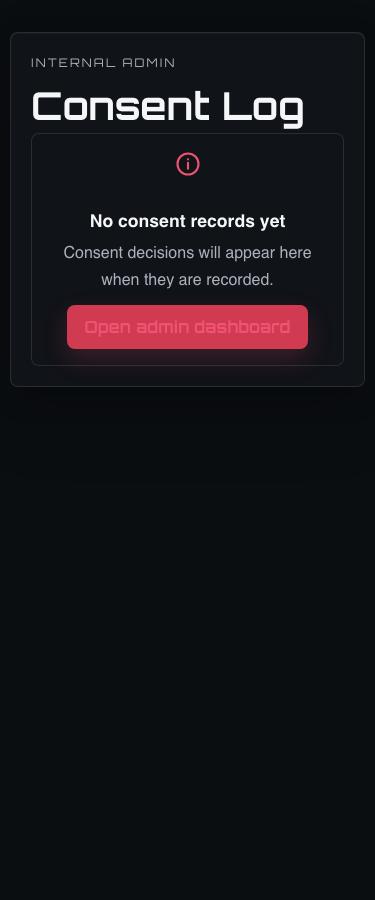 INTERNAL ADMIN
Consent Log
No consent records yet
Consent decisions will appear here
when they are recorded.
Open admin dashboard